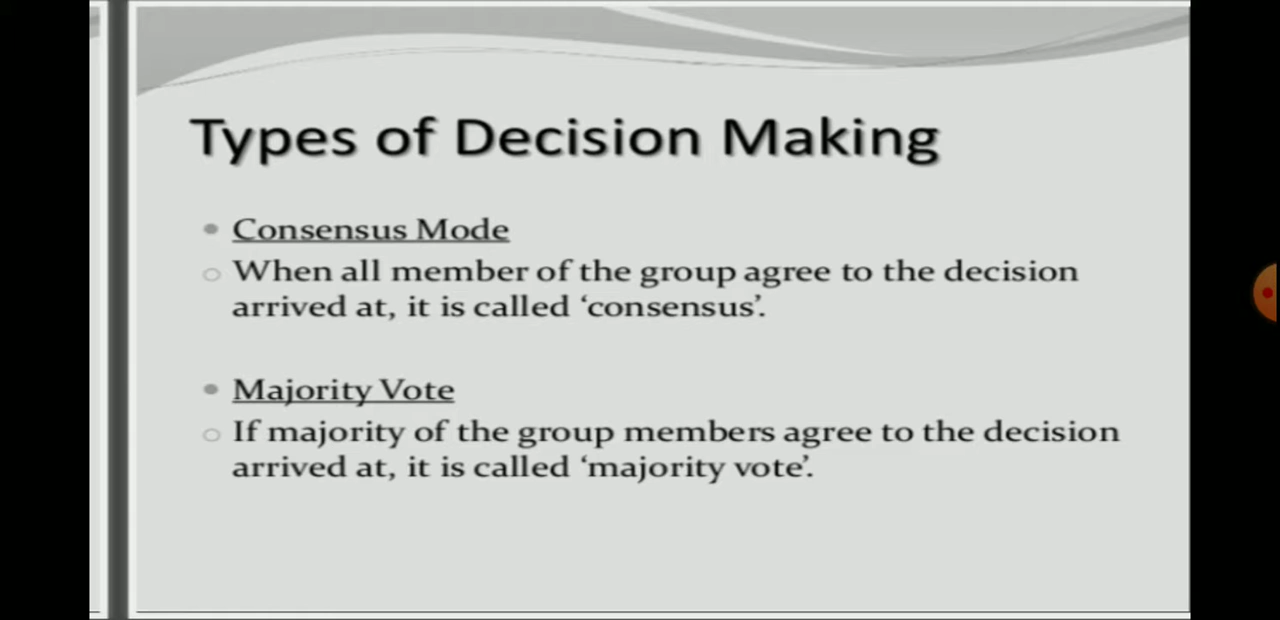 Types of Decision Making
Consensus Mode
When all member of the group agree to the decision
arrived at, it is called ‘consensus’.
Majority Vote
If majority of the group members agree to the decision
arrived at, it is called ‘majority vote’.